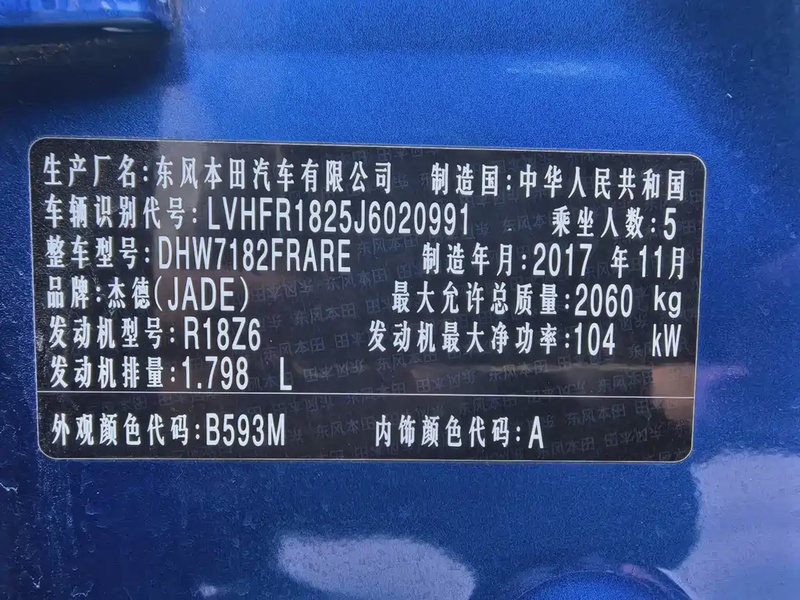 生产厂名:东风本田汽车有限公司 制造国:中华人民共和国
车辆识别代号:LVHFR1825J6020991 乘坐人数:5
整车型号:DHW7182FRARE 制造年月:2017 年11月
品牌:杰德(JADE) 最大允许总质量:2060 kg
发动机型号:R18Z6 发动机最大净功率:104 kW
发动机排量:1.798 L
外观颜色代码:B593M 内饰颜色代码:A